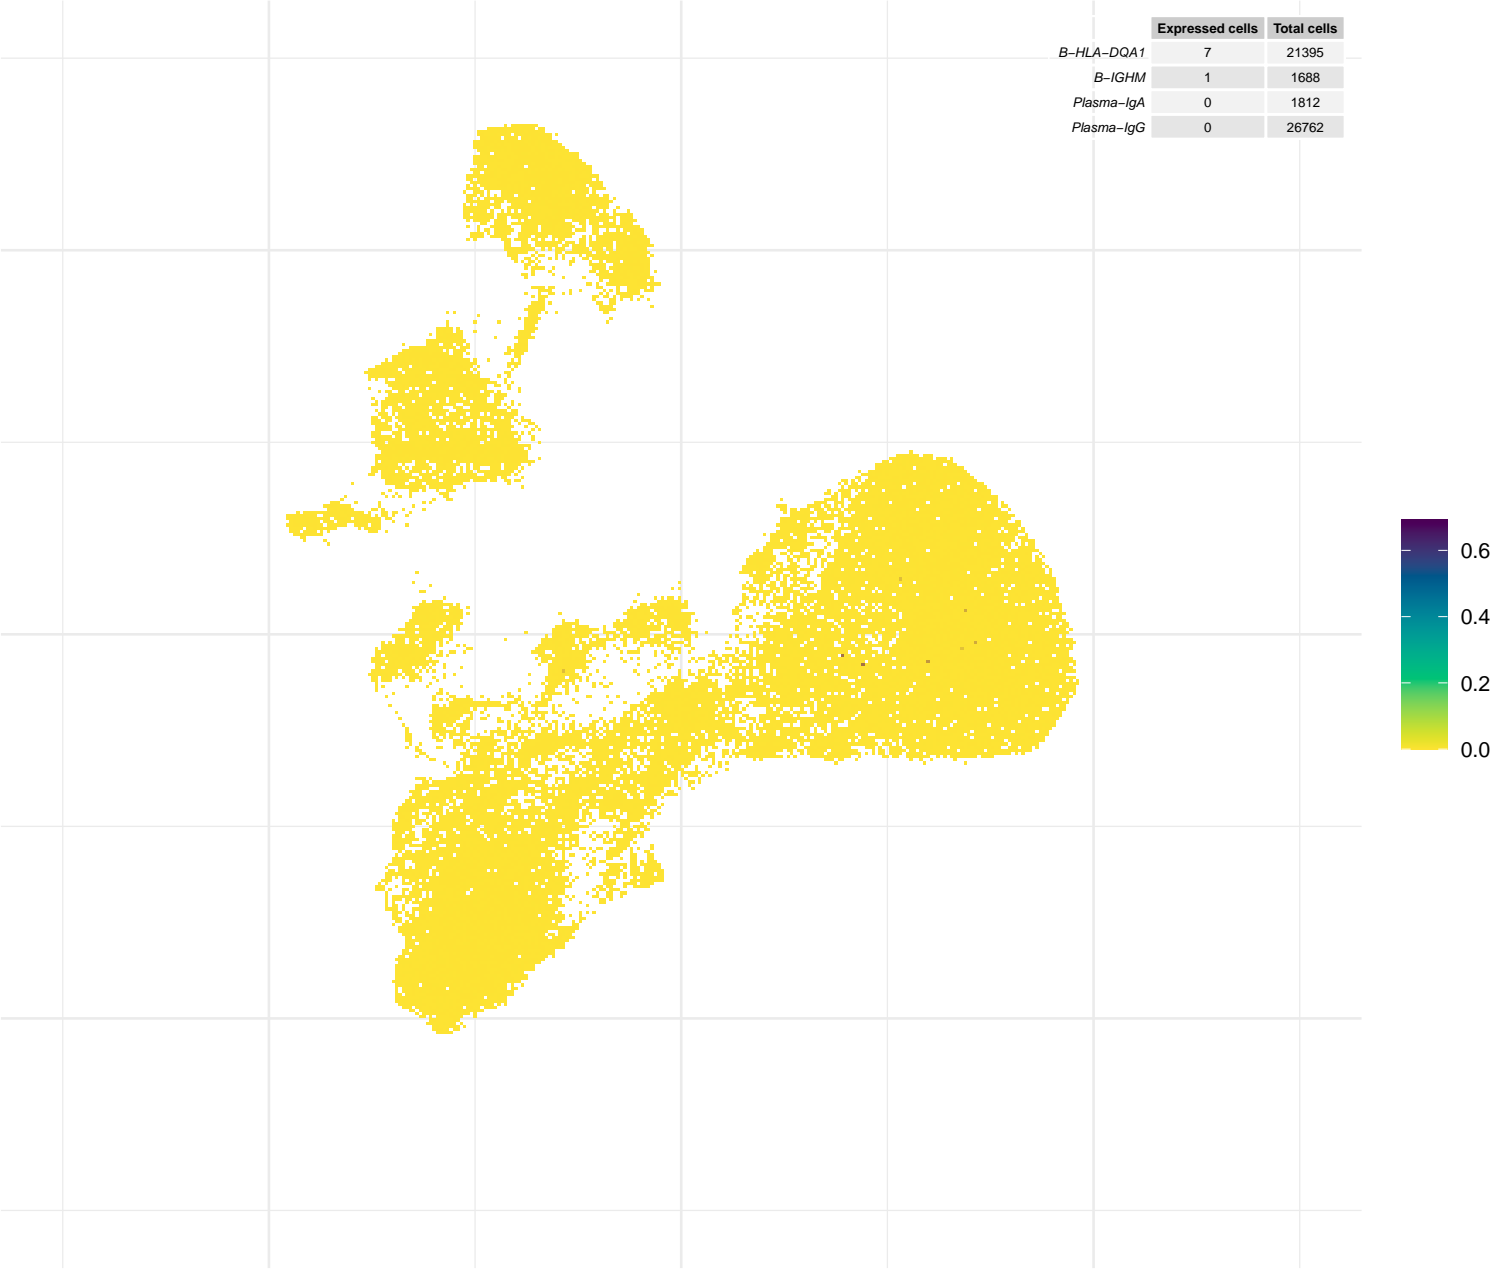 Expressed cells Total cells
B−HLA−DQA1 7 21395
B−IGHM 1 1688
Plasma−IgA 0 1812
Plasma−IgG 0 26762
0.6
0.4
0.2
0.0